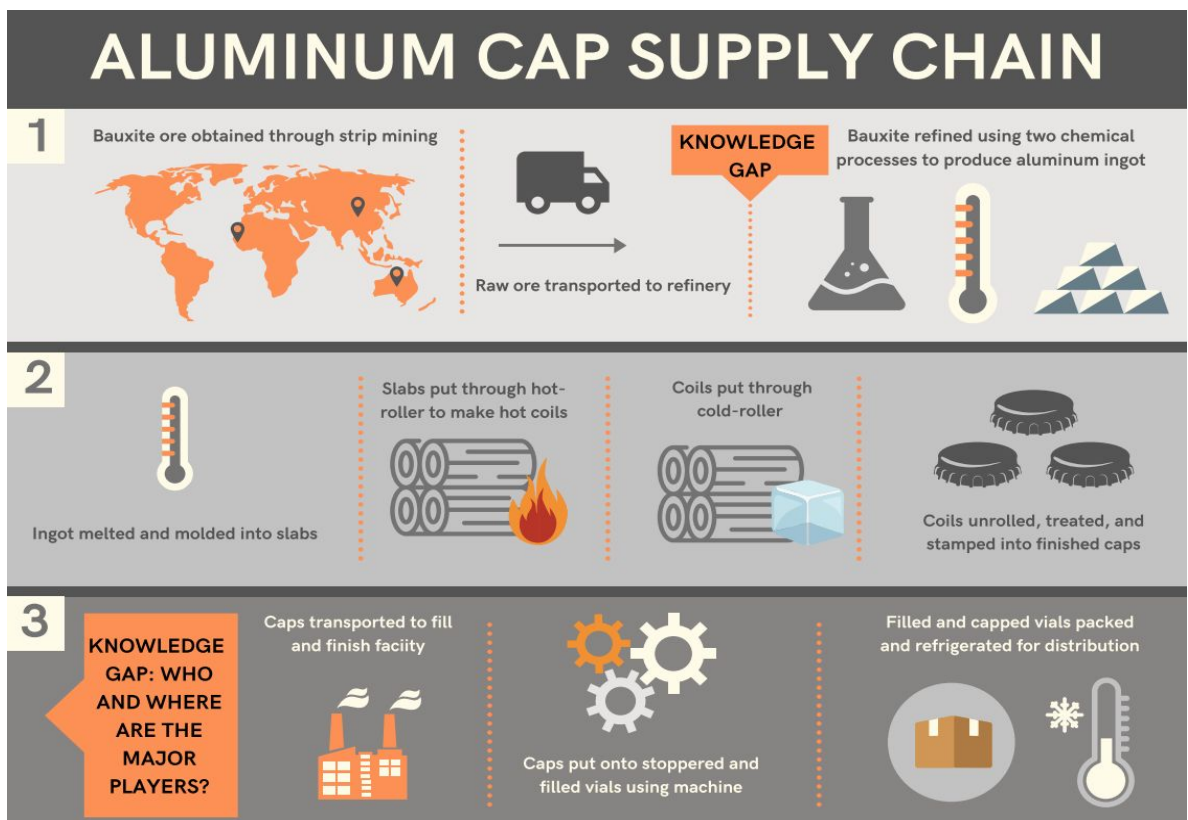 ALUMINUM CAP SUPPLY CHAIN
1
Bauxite ore obtained through strip mining
Raw ore transported to refinery
KNOWLEDGE
GAP
Bauxite refined using two chemical
processes to produce aluminum ingot
2
Ingot melted and molded into slabs
Slabs put through hot-
roller to make hot coils
Coils put through
cold-roller
Coils unrolled, treated, and
stamped into finished caps
3
KNOWLEDGE
GAP: WHO
AND WHERE
ARE THE
MAJOR
PLAYERS?
Caps transported to fill
and finish faciity
Caps put onto stoppered and
filled vials using machine
Filled and capped vials packed
and refrigerated for distribution